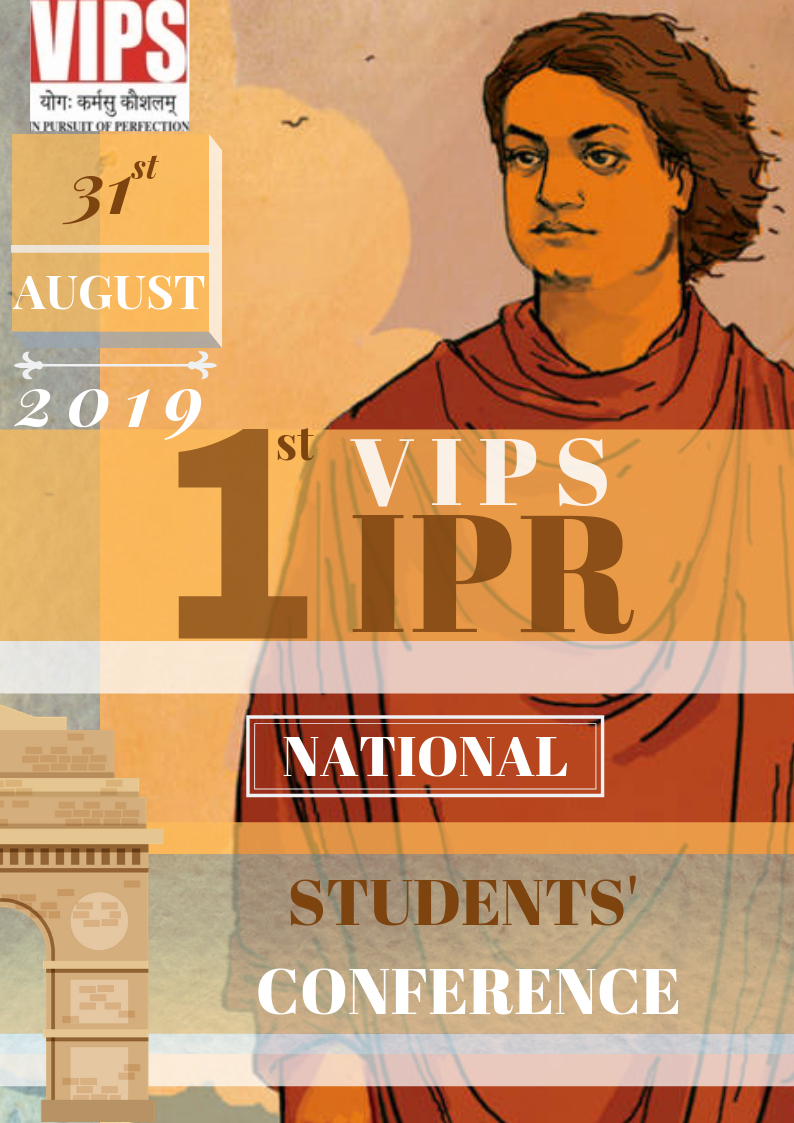 VIPS
योगः कर्मसु कौशलम्
IN PURSUIT OF PERFECTION
31st
AUGUST
2019
1st VIPS
IPR
NATIONAL
STUDENTS'
CONFERENCE